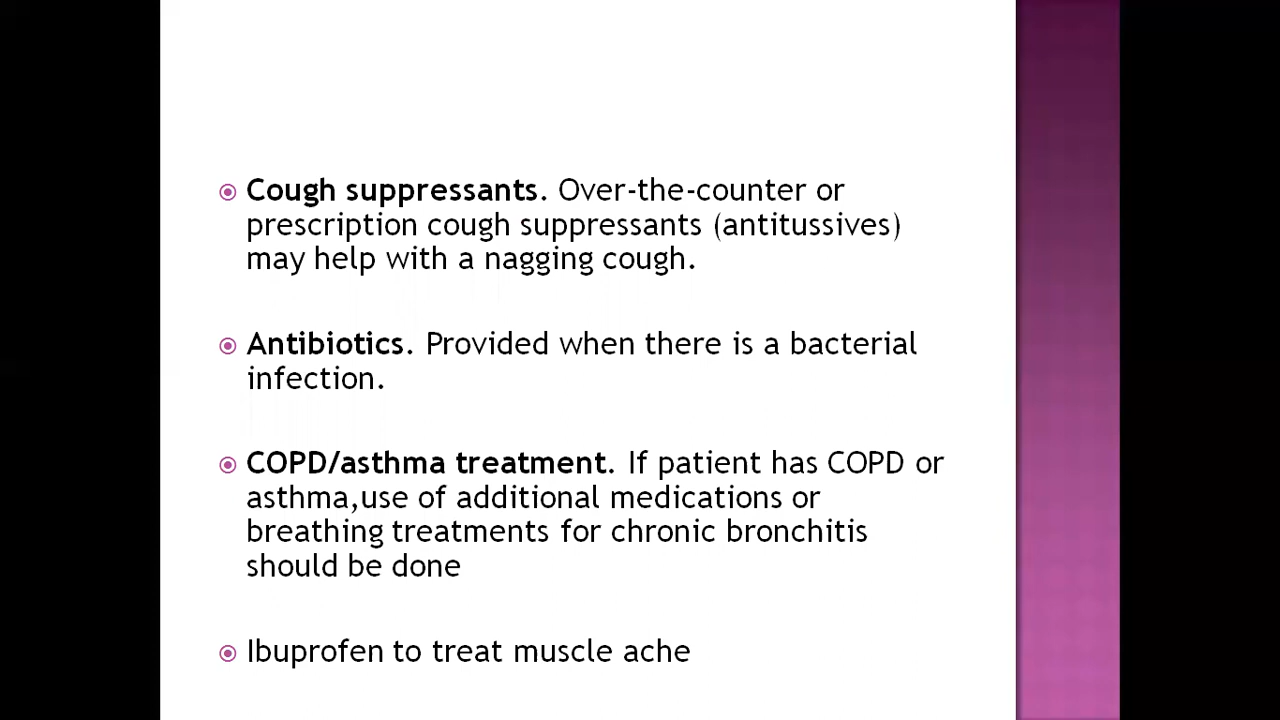 Cough suppressants. Over-the-counter or
prescription cough suppressants (antitussives)
may help with a nagging cough.
Antibiotics. Provided when there is a bacterial
infection.
COPD/asthma treatment. If patient has COPD or
asthma,use of additional medications or
breathing treatments for chronic bronchitis
should be done
Ibuprofen to treat muscle ache